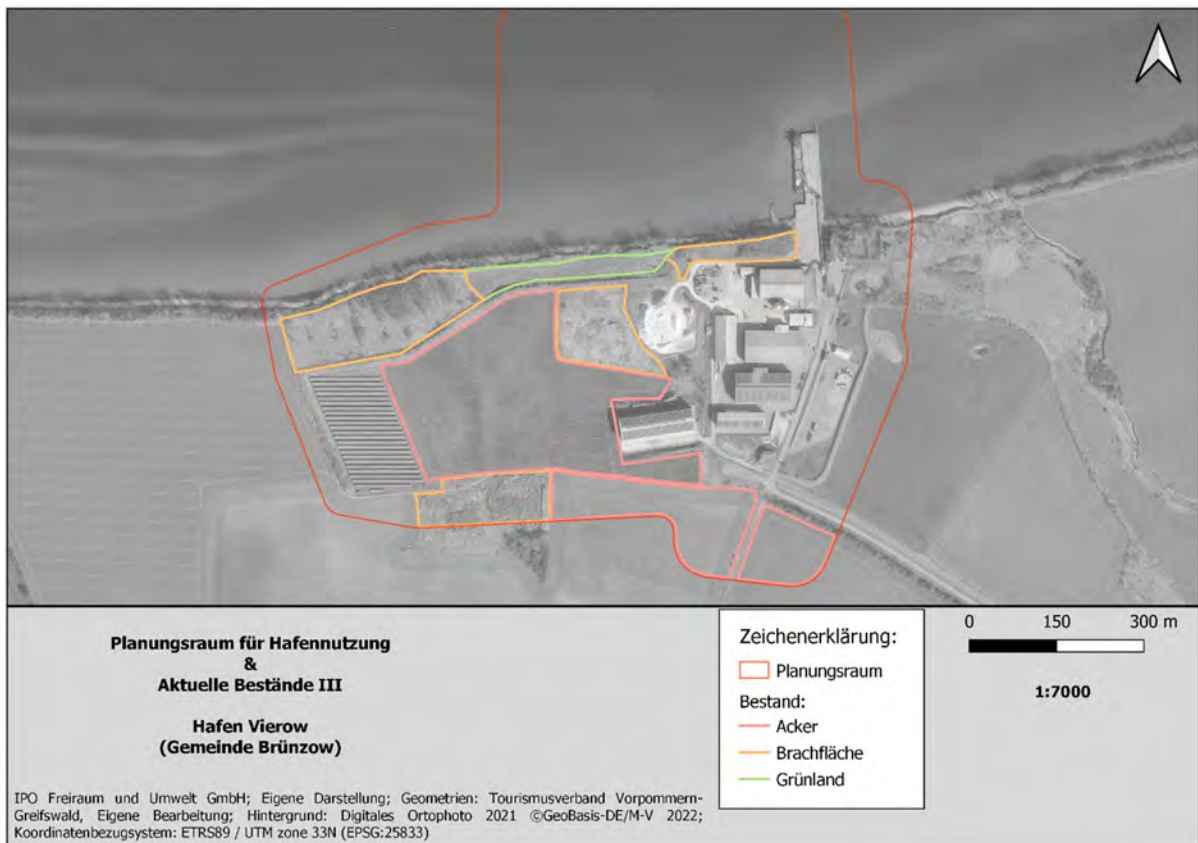 Planungsraum für Hafennutzung
&
Aktuelle Bestände III
Hafen Vierow
(Gemeinde Brünzow)
IPO Freiraum und Umwelt GmbH; Eigene Darstellung; Geometrien: Tourismusverband Vorpommern-
Greifswald, Eigene Bearbeitung; Hintergrund: Digitales Ortophoto 2021 ©GeoBasis-DE/M-V 2022;
Koordinatenbezugsystem: ETRS89 / UTM zone 33N (EPSG:25833)
Zeichenerklärung:
Planungsraum
Bestand:
Acker
Brachfläche
Grünland
0 150 300 m
1:7000